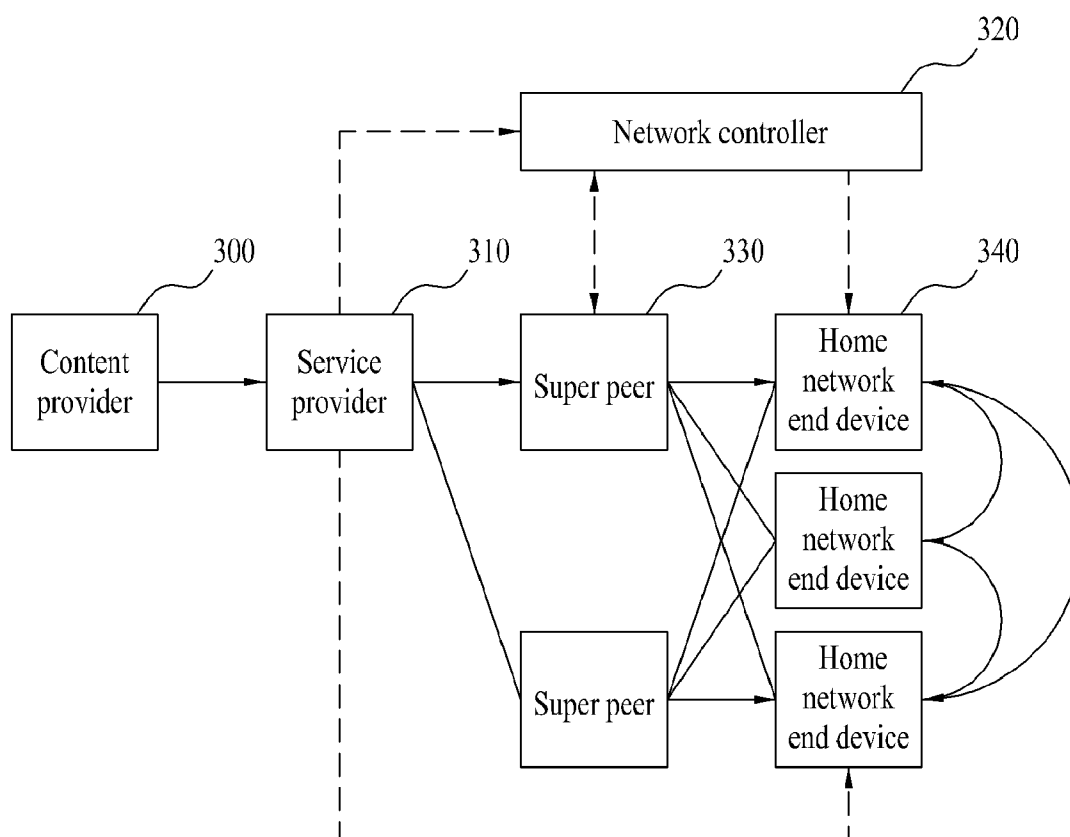 320
Network controller
300
310
330
340
Content
provider
Service
provider
Super peer
Home
network
end device
Home
network
end device
Super peer
Home
network
end device